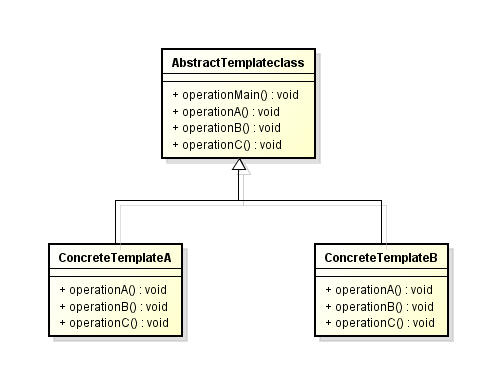 AbstractTemplateclass
+ operationMain() : void
+ operationA() : void
+ operationB() : void
+ operationC() : void
ConcreteTemplateA
+ operationA() : void
+ operationB() : void
+ operationC() : void
ConcreteTemplateB
+ operationA() : void
+ operationB() : void
+ operationC() : void